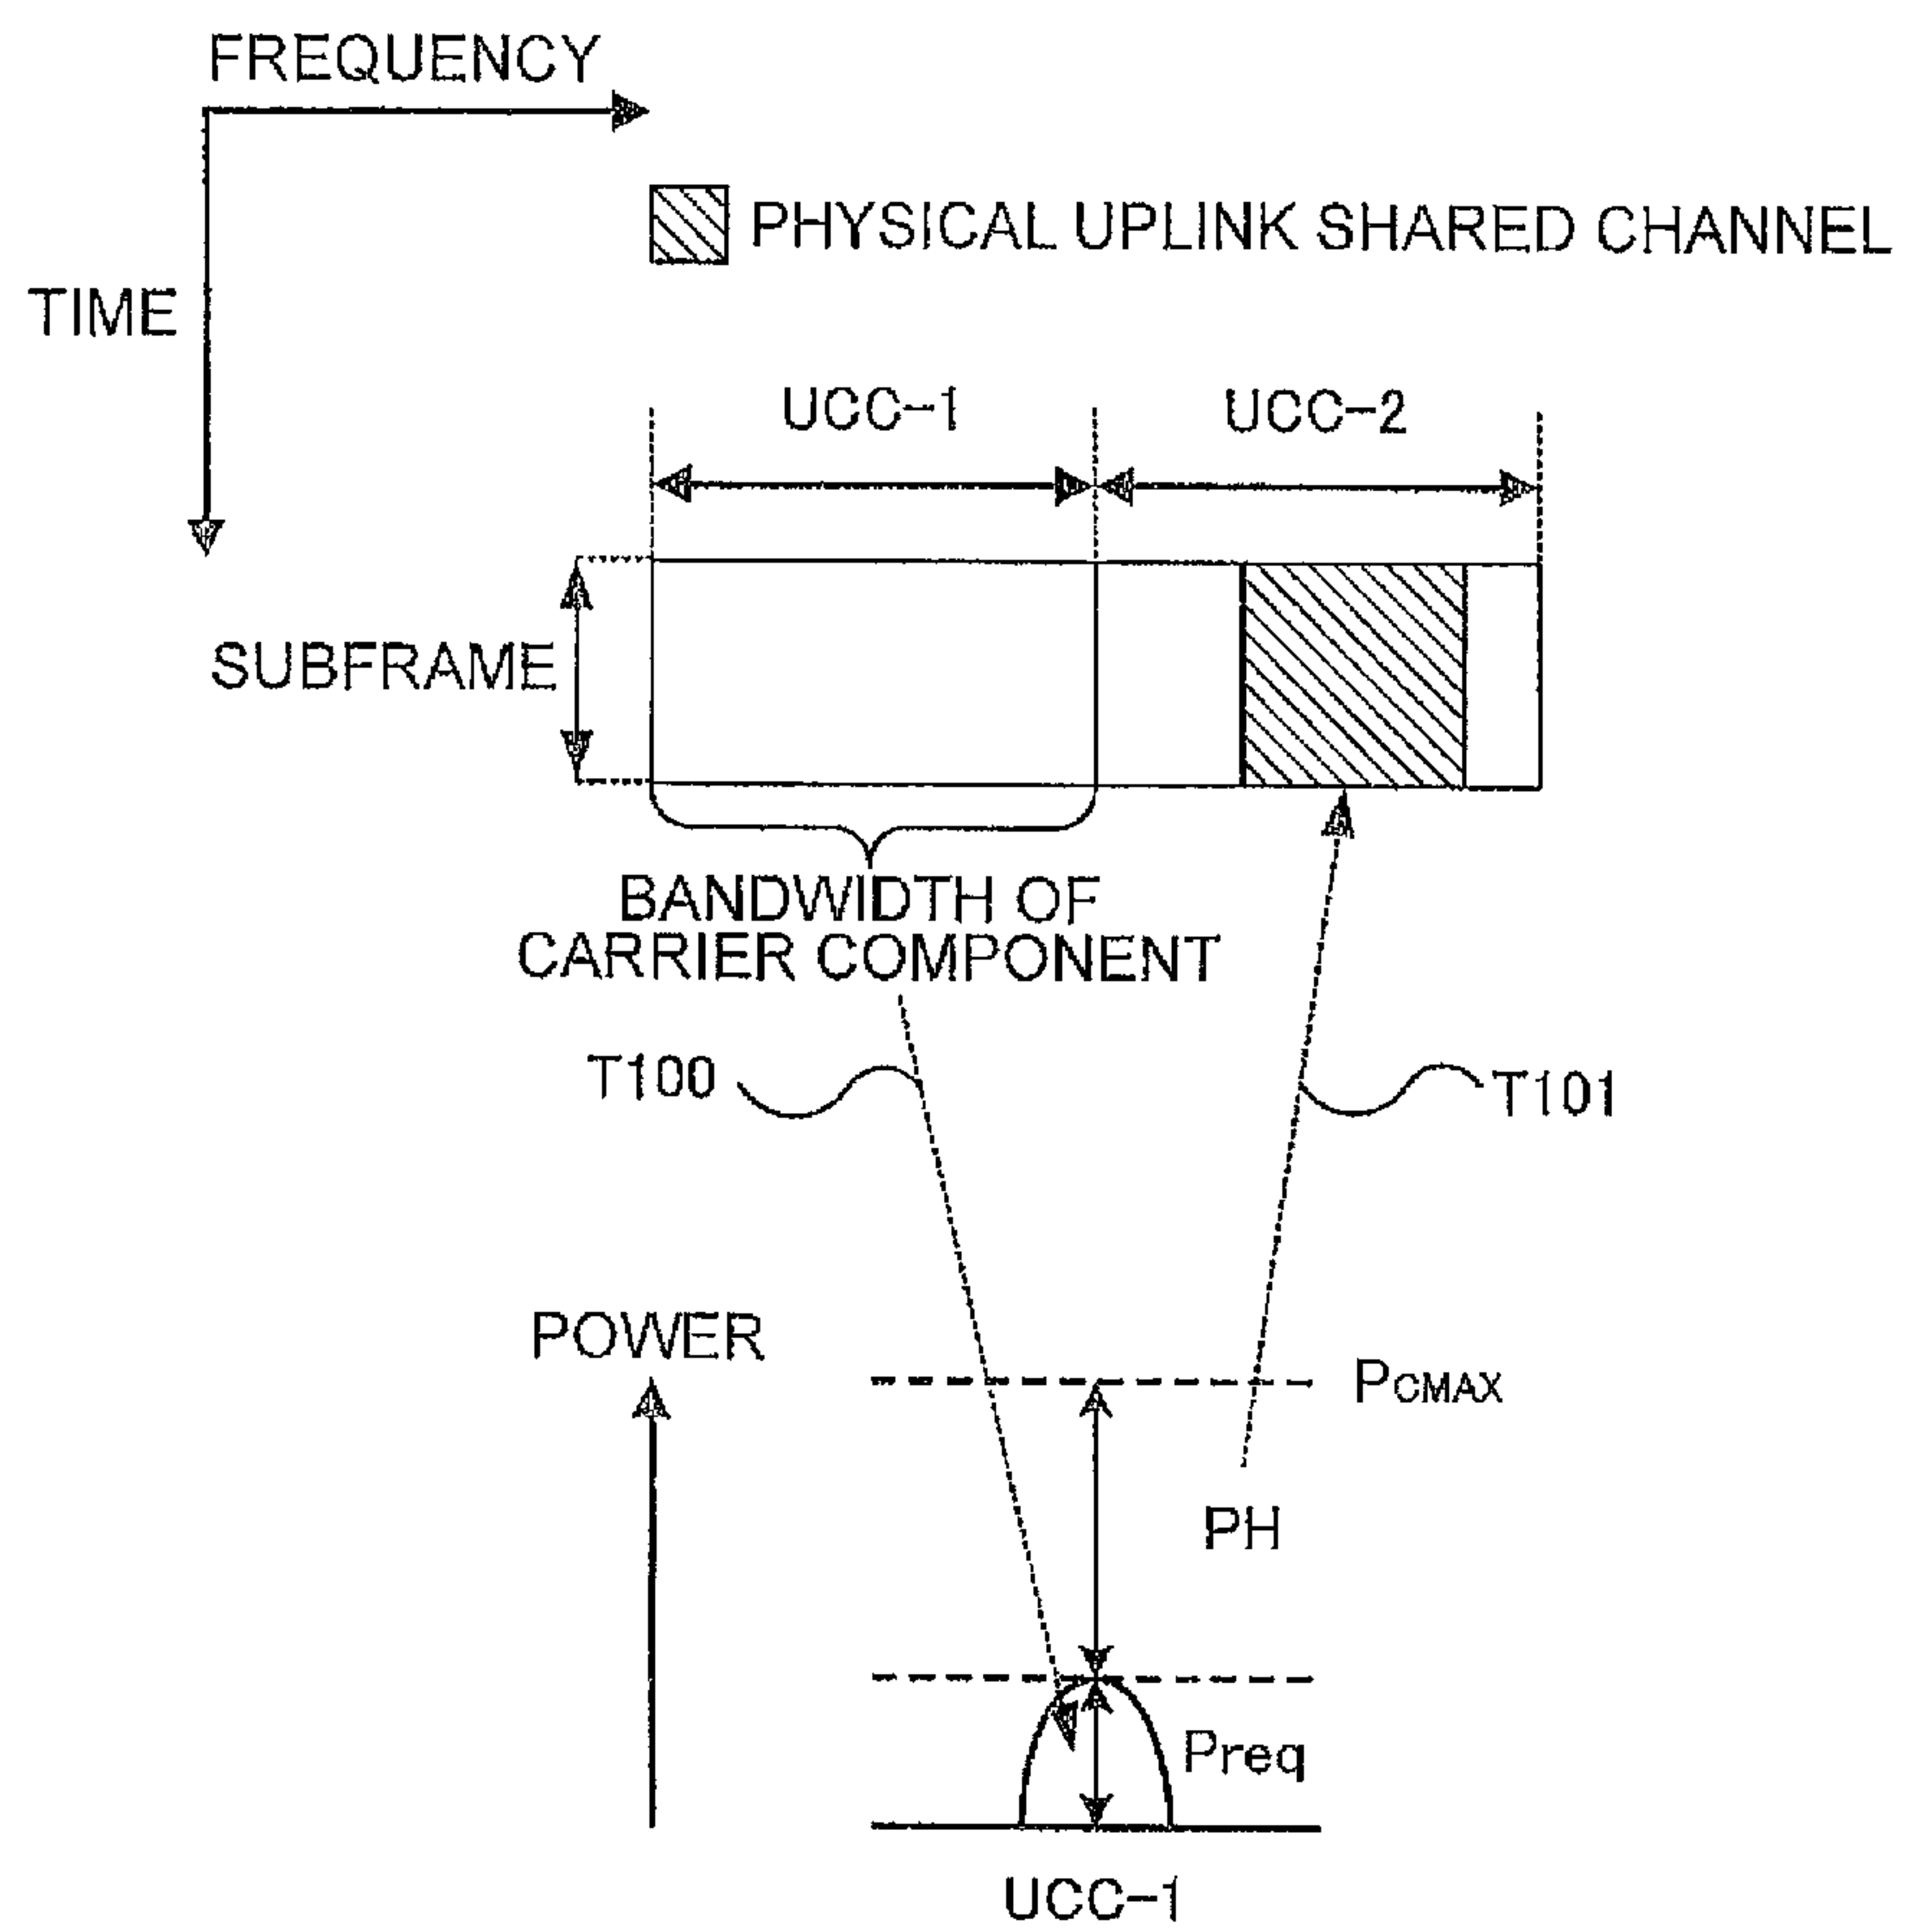 FREQUENCY
PHYSICAL UPLINK SHARED CHANNEL
TIME
UCC-1
UCC-2
SUBFRAME
BANDWIDTH OF
CARRIER COMPONENT
T100
T101
POWER
PCMAX
PH
Preq
UCC-1